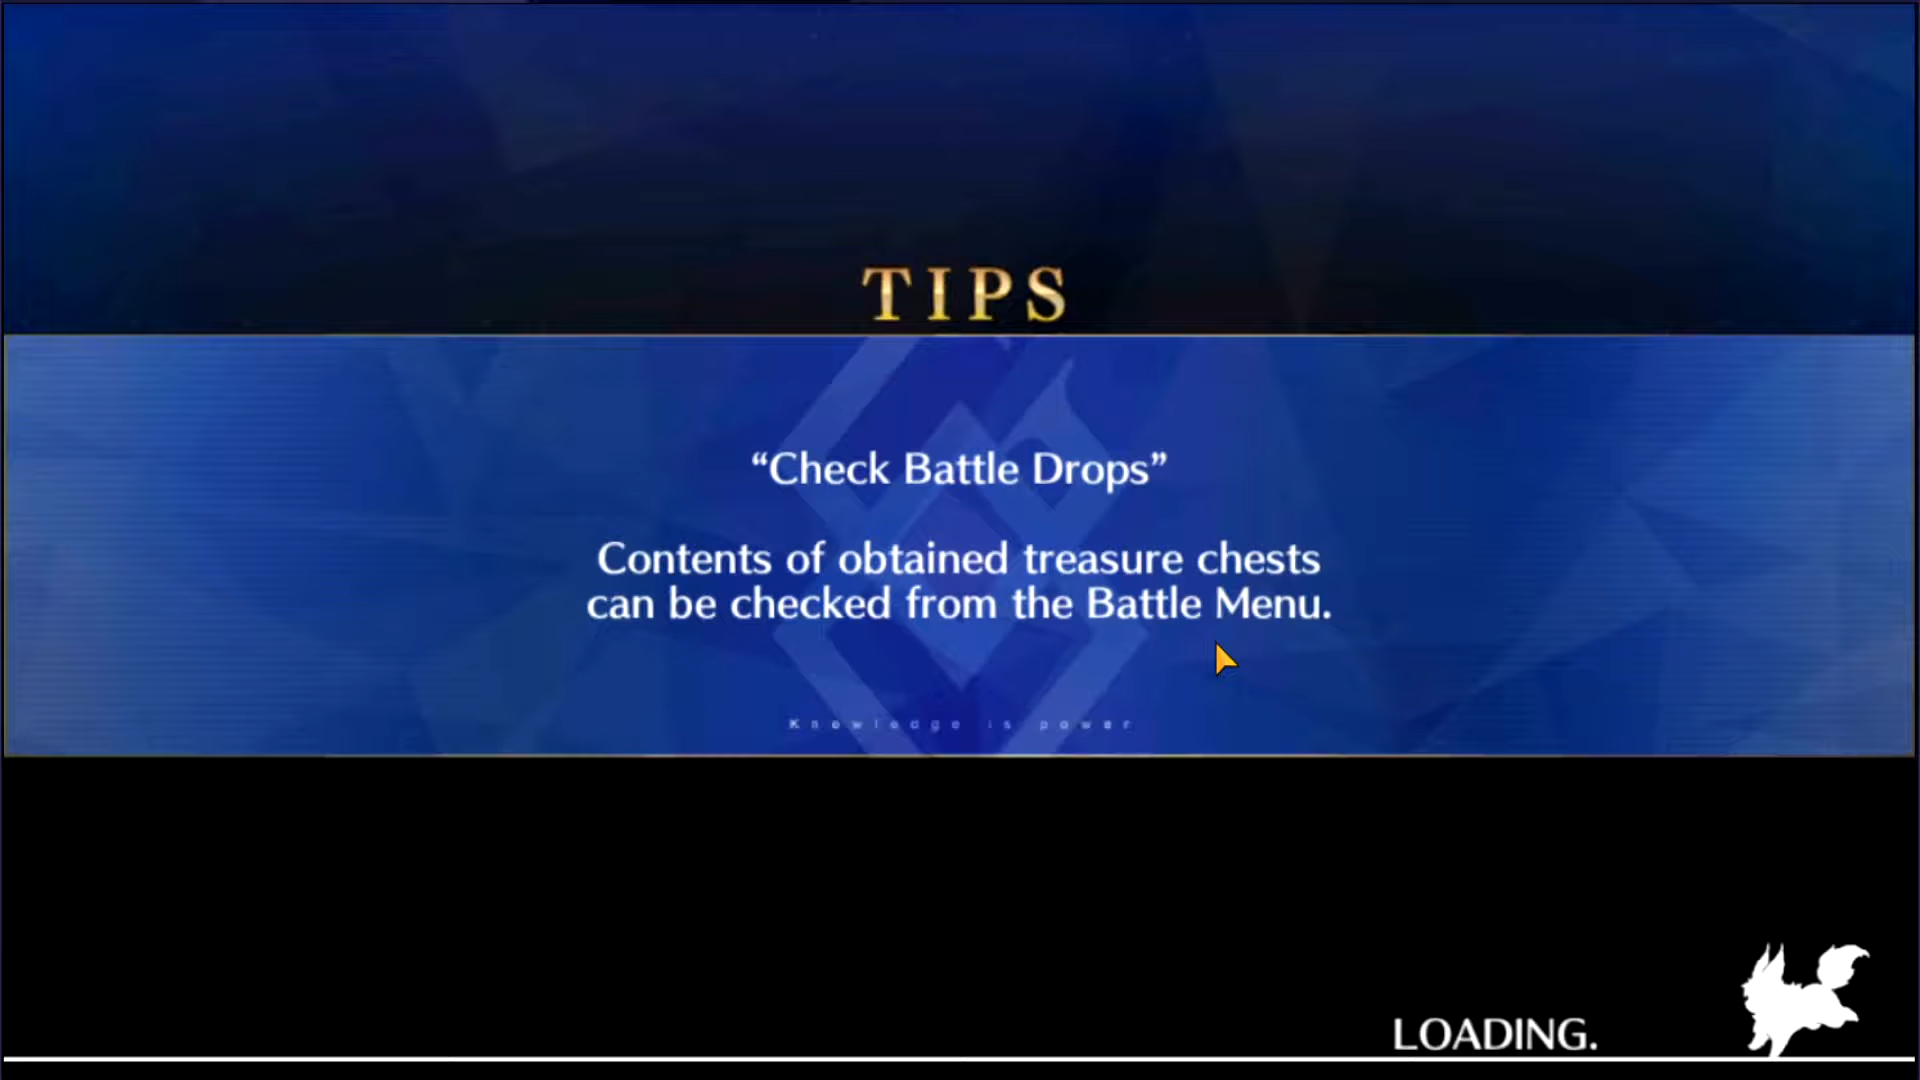 TIPS
“Check Battle Drops”
Contents of obtained treasure chests
can be checked from the Battle Menu.
Knowledge is power
LOADING.